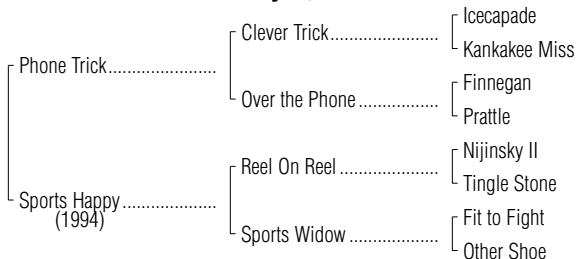 Icecapade
Clever Trick
Kankakee Miss
Phone Trick
Finnegan
Over the Phone
Prattle
Nijinsky II
Reel On Reel
Tingle Stone
Sports Happy
(1994)
Fit to Fight
Sports Widow
Other Shoe